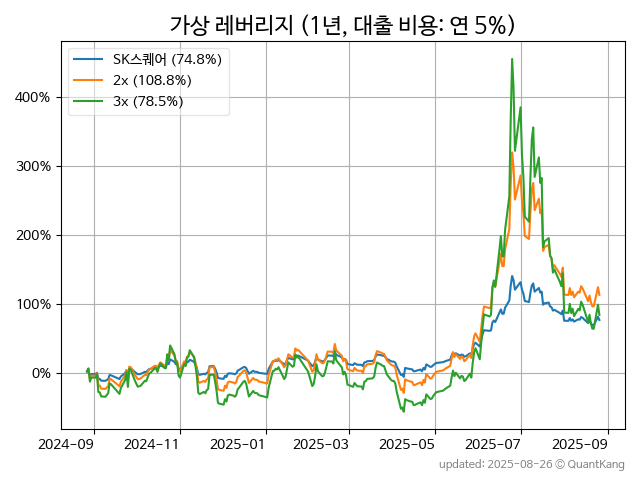 가상 레버리지 (1년, 대출 비용: 연 5%)
SK스퀘어 (74.8%)
2x (108.8%)
3x (78.5%)
400%
300%
200%
100%
0%
2024-09 2024-11 2025-01 2025-03 2025-05 2025-07 2025-09
updated: 2025-08-26 © QuantKang